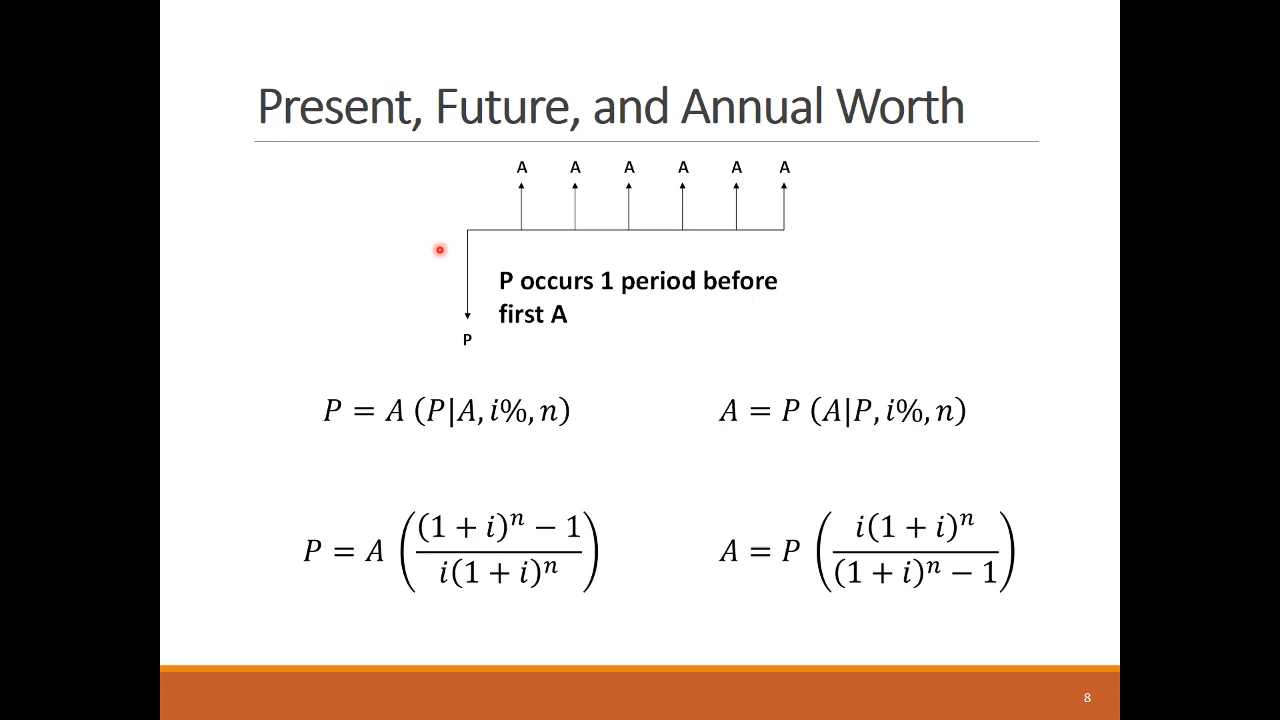 Present, Future, and Annual Worth
A A A A A A
P occurs 1 period before
first A
P
P = A (P|A, i%, n)
A = P (A|P, i%, n)
P = A ( (1 + i)^n − 1 / i(1 + i)^n )
A = P ( i(1 + i)^n / (1 + i)^n − 1 )
8